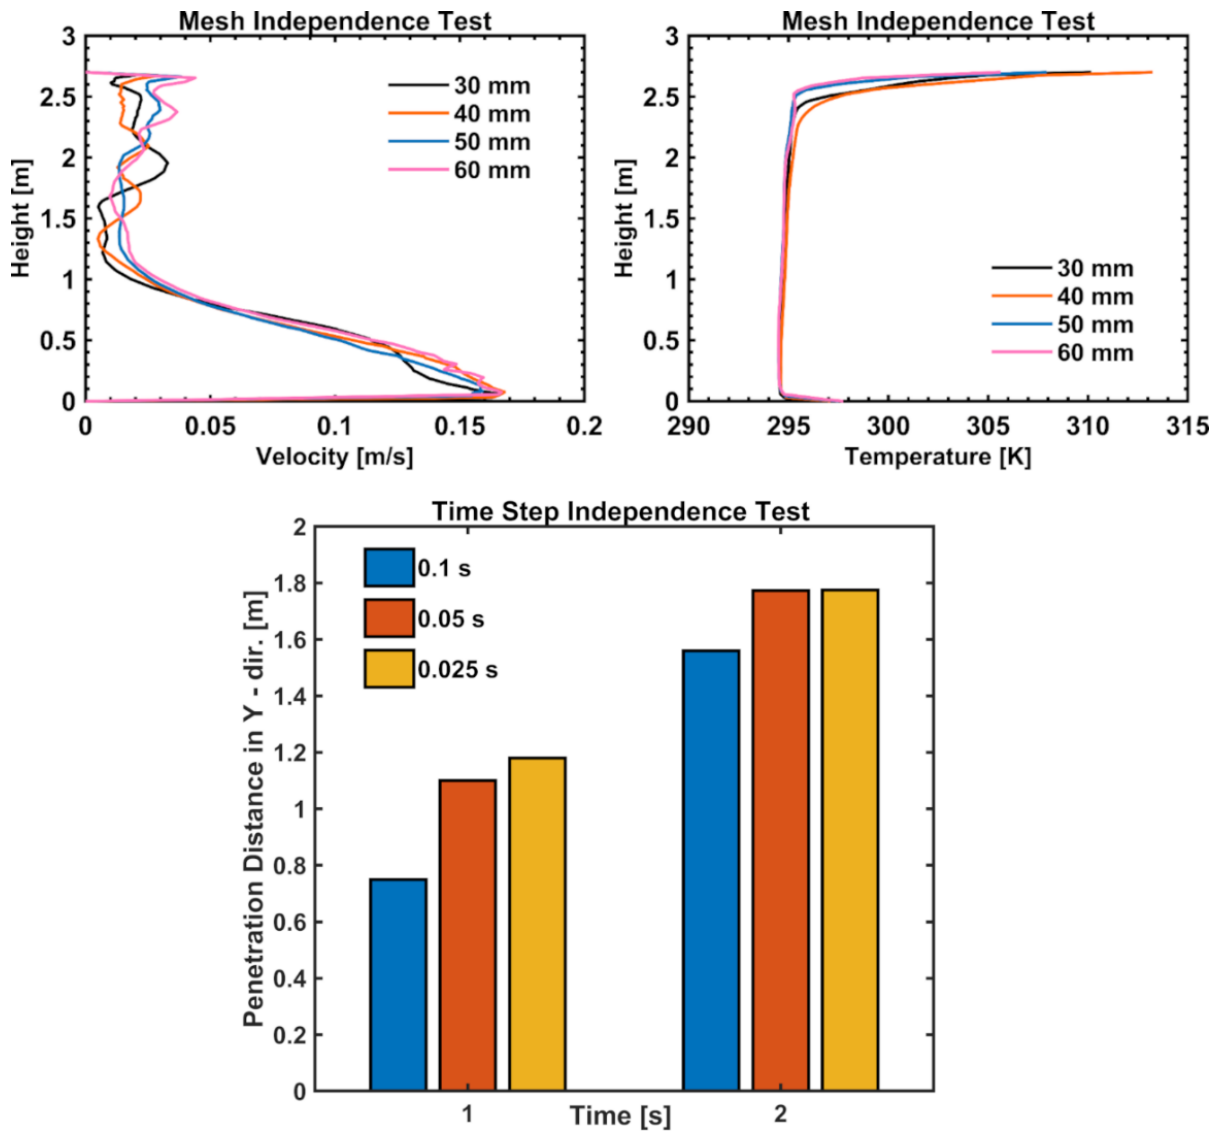 Mesh Independence Test
3
2.5
2
1.5
1
0.5
0
Height [m]
30 mm
40 mm
50 mm
60 mm
0
0.05
0.1
0.15
0.2
Velocity [m/s]
Mesh Independence Test
3
2.5
2
1.5
1
0.5
0
Height [m]
30 mm
40 mm
50 mm
60 mm
290
295
300
305
310
315
Temperature [K]
Time Step Independence Test
2
1.8
1.6
1.4
1.2
1
0.8
0.6
0.4
0.2
0
Penetration Distance in Y - dir. [m]
0.1 s
0.05 s
0.025 s
1
2
Time [s]